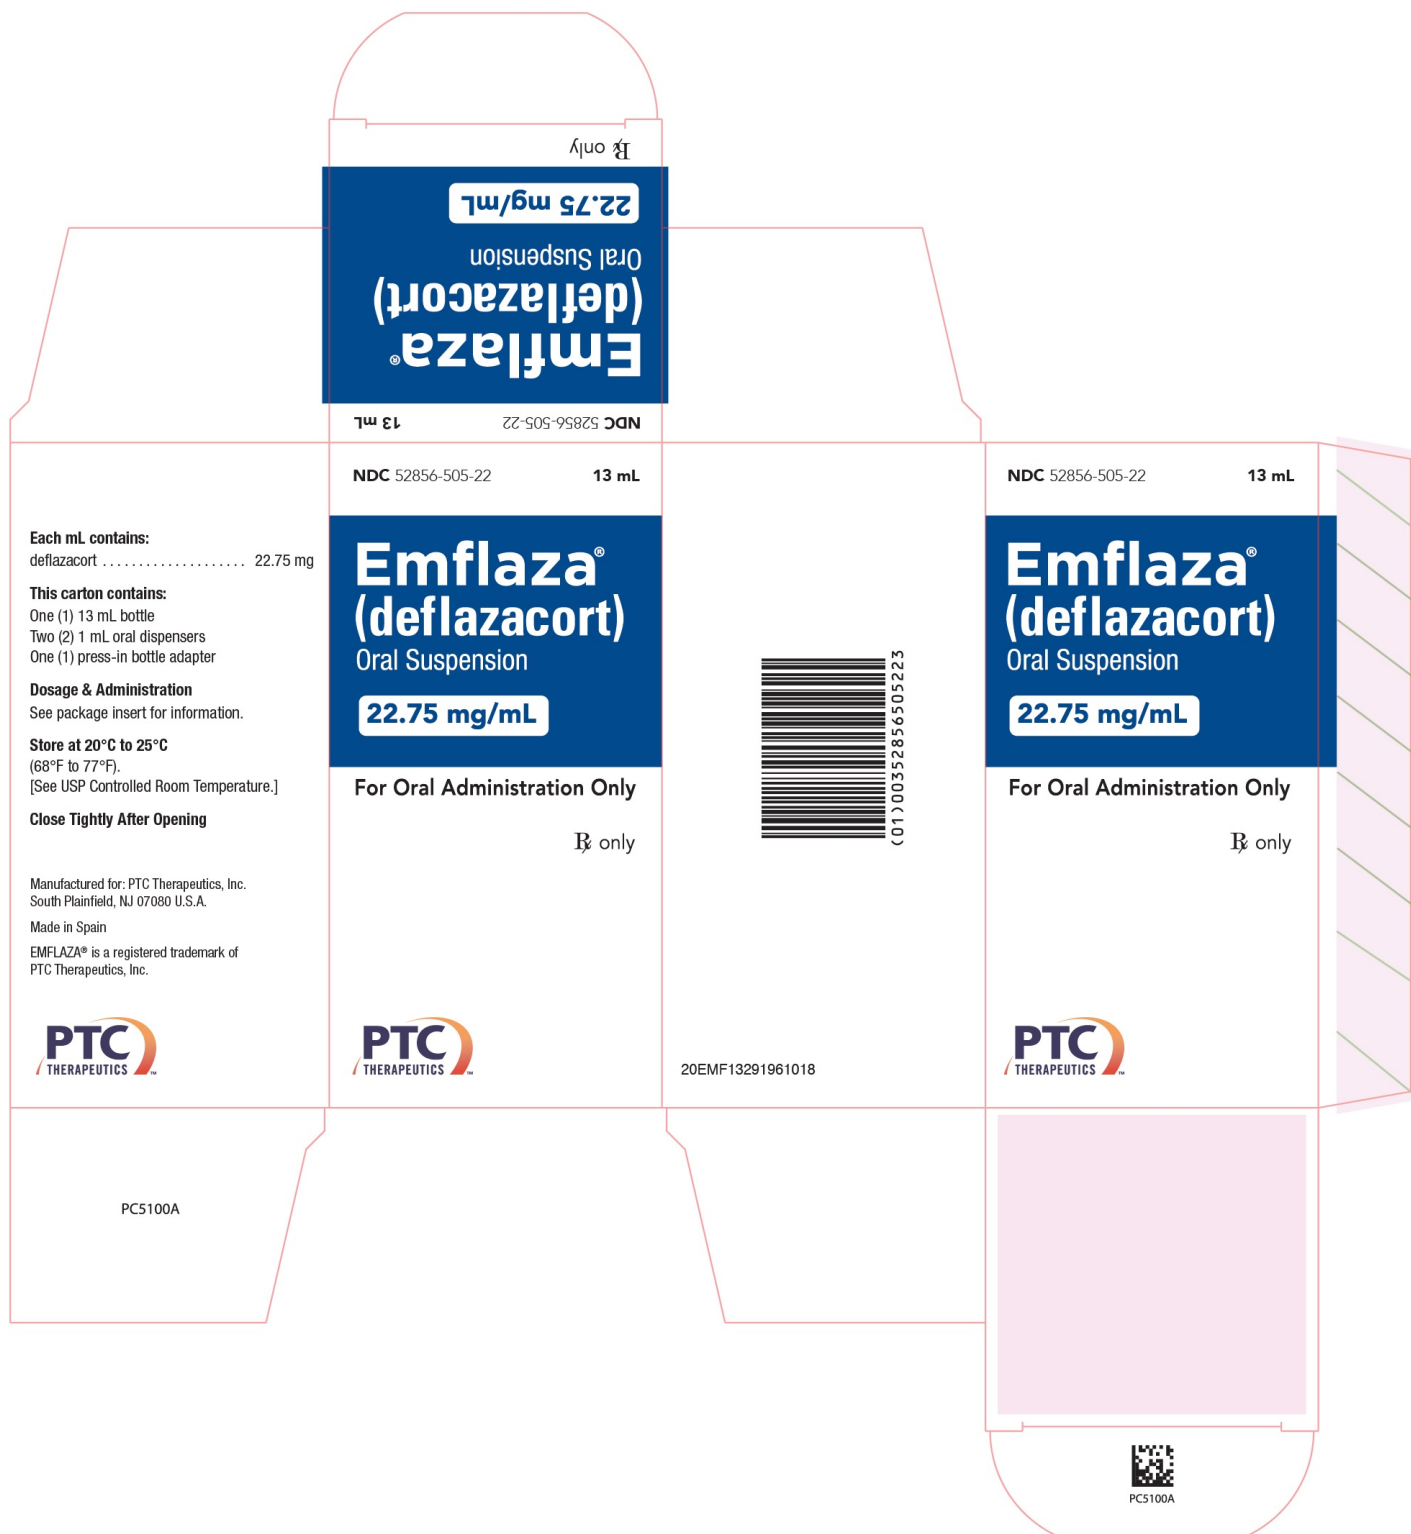 ℞ only
22.75 mg/mL
Oral Suspension
(deflazacort)
Emflaza®
NDC 52856-505-22 13 mL
Each mL contains:
deflazacort .................... 22.75 mg
This carton contains:
One (1) 13 mL bottle
Two (2) 1 mL oral dispensers
One (1) press-in bottle adapter
Dosage & Administration
See package insert for information.
Store at 20°C to 25°C
(68°F to 77°F).
[See USP Controlled Room Temperature.]
Close Tightly After Opening
Manufactured for: PTC Therapeutics, Inc.
South Plainfield, NJ 07080 U.S.A.
Made in Spain
EMFLAZA® is a registered trademark of
PTC Therapeutics, Inc.
PTC
THERAPEUTICS ™
NDC 52856-505-22 13 mL
Emflaza®
(deflazacort)
Oral Suspension
22.75 mg/mL
For Oral Administration Only
℞ only
PTC
THERAPEUTICS ™
(01)00352856505223
20EMF13291961018
NDC 52856-505-22 13 mL
Emflaza®
(deflazacort)
Oral Suspension
22.75 mg/mL
For Oral Administration Only
℞ only
PTC
THERAPEUTICS ™
PC5100A
PC5100A